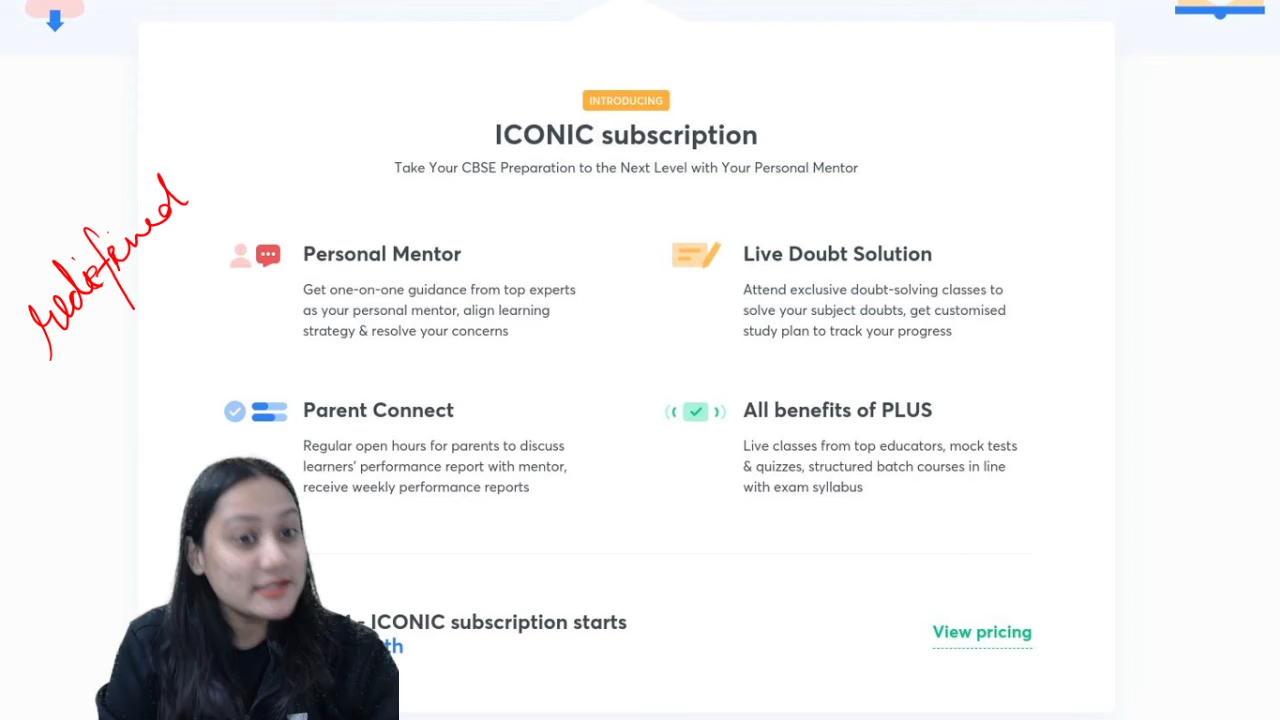 INTRODUCING
ICONIC subscription
Take Your CBSE Preparation to the Next Level with Your Personal Mentor
redefined
Personal Mentor
Get one-on-one guidance from top experts
as your personal mentor, align learning
strategy & resolve your concerns
Live Doubt Solution
Attend exclusive doubt-solving classes to
solve your subject doubts, get customised
study plan to track your progress
Parent Connect
Regular open hours for parents to discuss
learners' performance report with mentor,
receive weekly performance reports
All benefits of PLUS
Live classes from top educators, mock tests
& quizzes, structured batch courses in line
with exam syllabus
- ICONIC subscription starts
th
View pricing